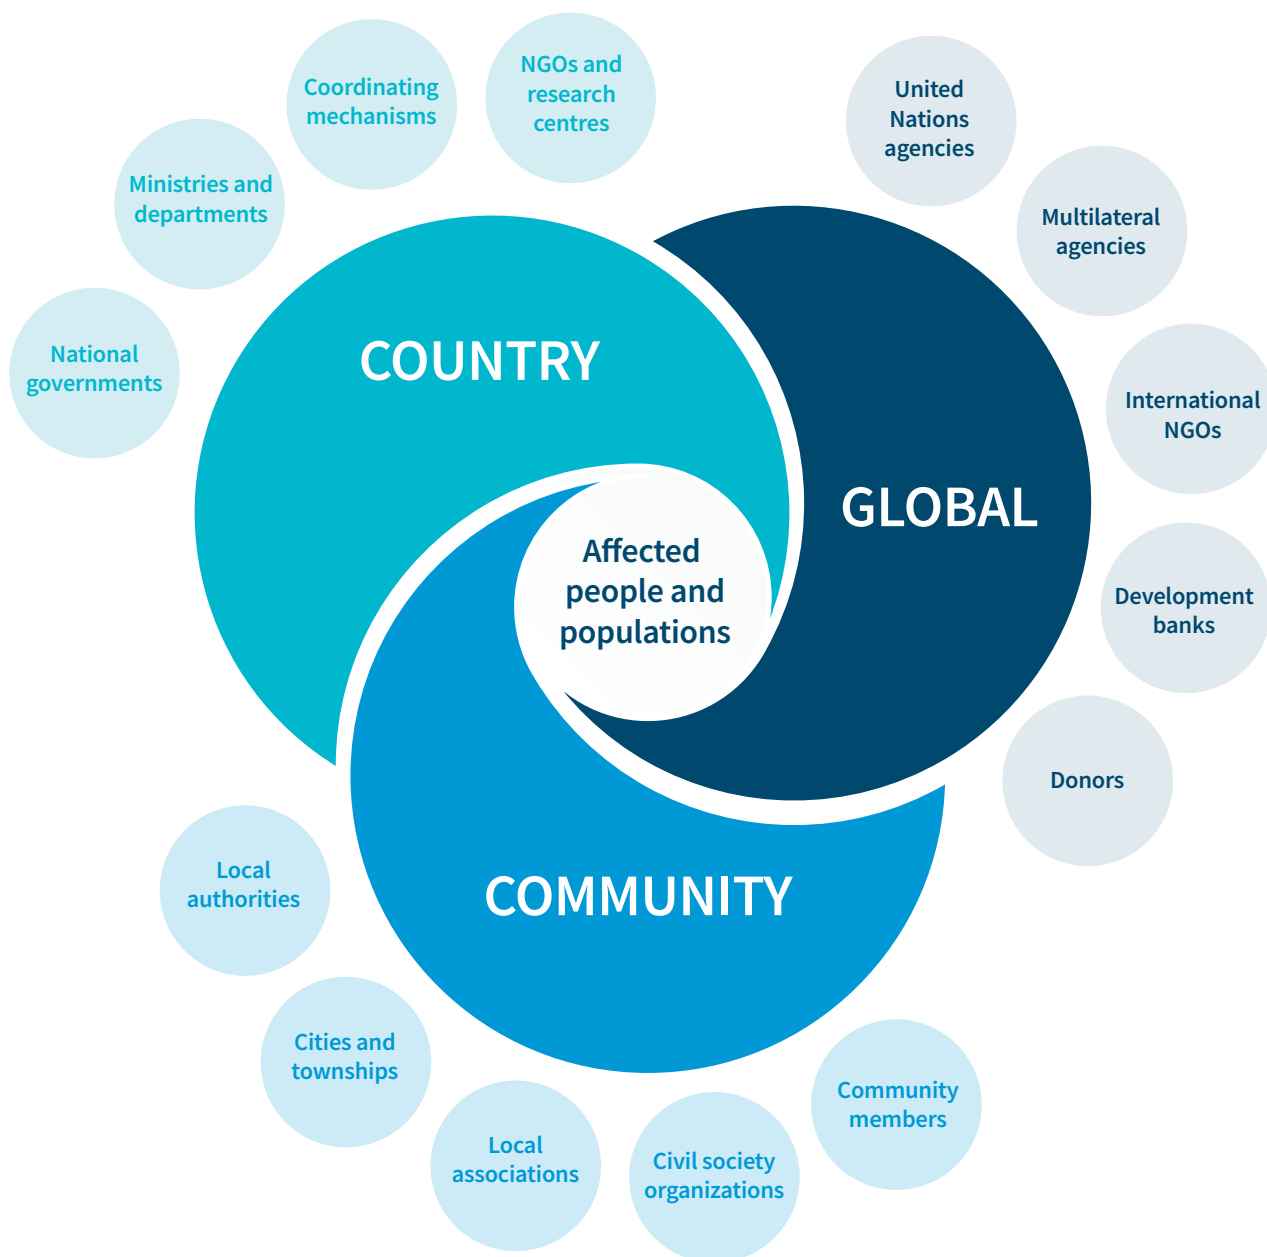 NGOs and
research
centres
Coordinating
mechanisms
Ministries and
departments
National
governments
United
Nations
agencies
Multilateral
agencies
International
NGOs
Development
banks
Donors
COUNTRY
GLOBAL
Affected
people and
populations
COMMUNITY
Local
authorities
Cities and
townships
Local
associations
Civil society
organizations
Community
members